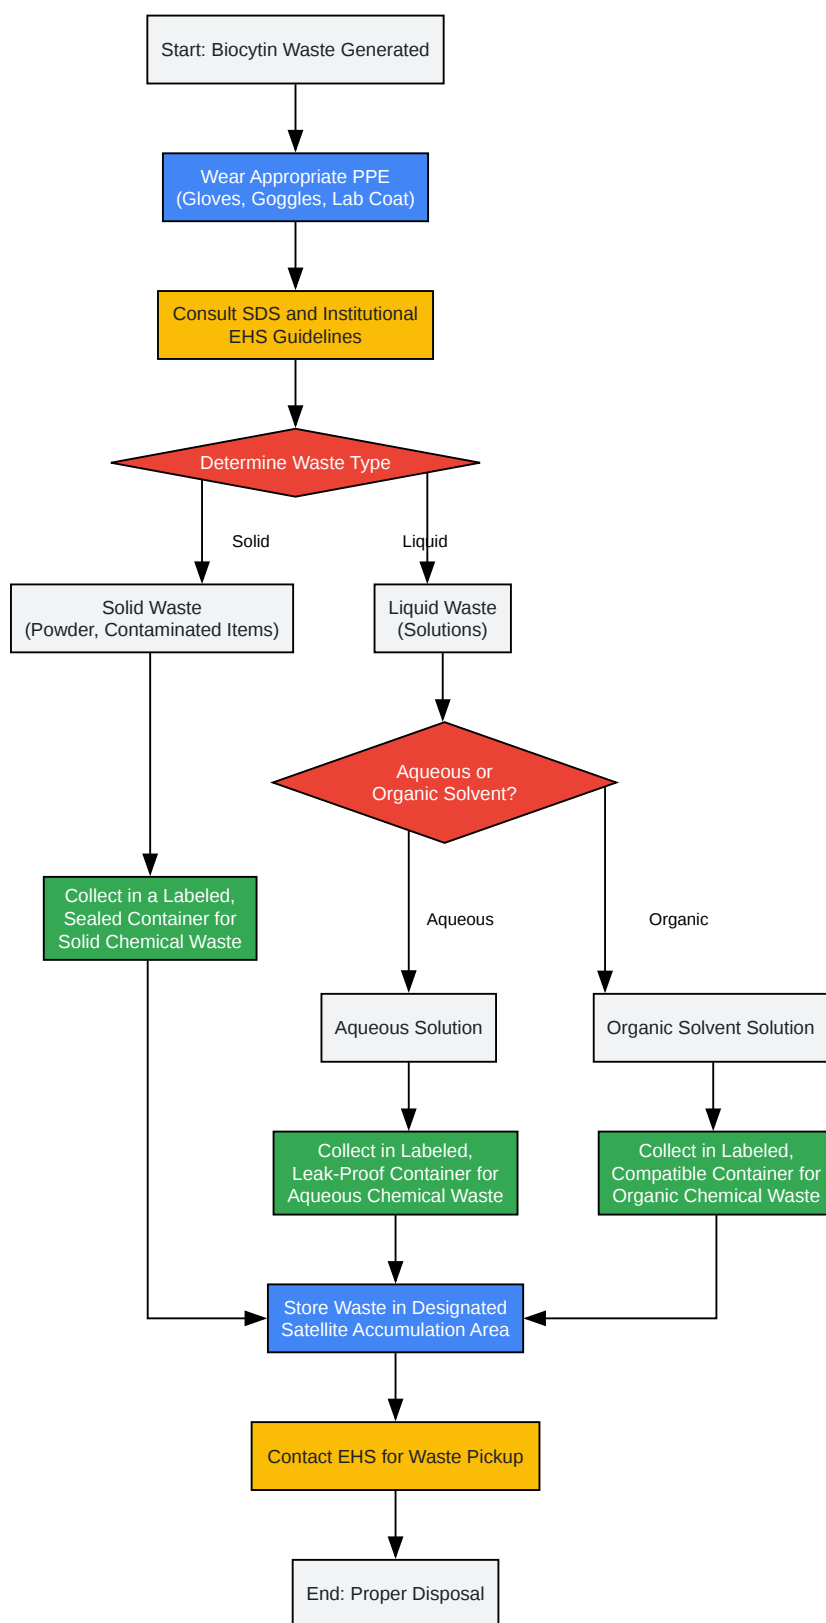 Start: Biocytin Waste Generated
Wear Appropriate PPE
(Gloves, Goggles, Lab Coat)
Consult SDS and Institutional
EHS Guidelines
Determine Waste Type
Solid
Liquid
Solid Waste
(Powder, Contaminated Items)
Liquid Waste
(Solutions)
Aqueous or
Organic Solvent?
Collect in a Labeled,
Sealed Container for
Solid Chemical Waste
Aqueous
Organic
Aqueous Solution
Organic Solvent Solution
Collect in Labeled,
Leak-Proof Container for
Aqueous Chemical Waste
Collect in Labeled,
Compatible Container for
Organic Chemical Waste
Store Waste in Designated
Satellite Accumulation Area
Contact EHS for Waste Pickup
End: Proper Disposal